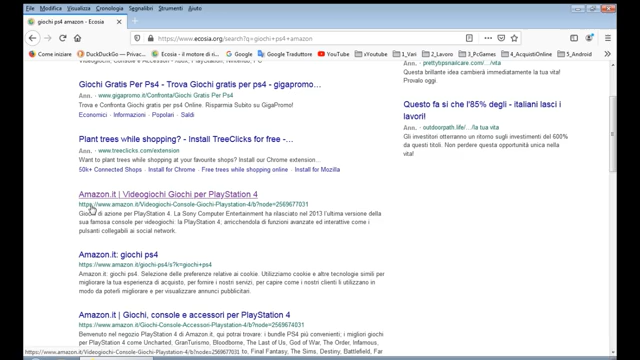 File Modifica Visualizza Cronologia Segnalibri Strumenti Aiuto
giochi ps4 amazon - Ecosia
https://www.ecosia.org/search?q=giochi+ps4+amazon
Come iniziare DuckDuckGo — Privac... Ecosia - il motore di ri... Google Google Traduttore YouTube xYoutube 1_Vari 2_Lavoro 3_PcGames 4_AcquistiOnline 5_Android
Giochi Gratis Per PS4 - Trova Giochi gratis per ps4 - gigapromo...
Ann. · www.gigapromo.it/Confronta/Giochi Gratis Per Ps4
Trova e Confronta giochi gratis per ps4 Online. Risparmia Subito su GigaPromo!
Economici Informazioni Popolari Saldi
Plant trees while shopping? - Install TreeClicks for free -...
Ann. · www.treeclicks.com/extension
Want to plant trees while shopping at your favourite shops? Install our Chrome extension...
50k+ Connected Shops Install for Chrome Free extension Shopping online Install for Mozilla
Amazon.it | Videogiochi Giochi per PlayStation 4
https://www.amazon.it/Videogiochi-Console-Giochi-Playstation-4/b?node=2569677031
Giochi di azione per PlayStation 4. La Sony Computer Entertainment ha rilasciato nel 2013 l'ultima versione della
sua famosa console per videogiochi: la PlayStation 4; arricchendola di funzioni avanzate ed interattive come i
pulsanti collegabili ai social network.
Amazon.it: giochi ps4
https://www.amazon.it/giochi-ps4/s?k=giochi+ps4
Amazon.it: giochi ps4. Selezione delle preferenze relative ai cookie. Utilizziamo cookie e altre tecnologie simili per
migliorare la tua esperienza di acquisto, per fornire i nostri servizi, per capire come i nostri clienti li utilizzano in
modo da poterli migliorare e per visualizzare annunci pubblicitari.
Amazon.it | Giochi, console e accessori per PlayStation 4
https://www.amazon.it/Giochi-Console-Accessori-PlayStation-4/b?node=2569674031
Benvenuto nel negozio PlayStation 4 di Amazon.it, qui potrai trovare: i bundle PS4 più convenienti; i migliori giochi
per PS4 come Uncharted, GranTurismo, Bloodborne, The Last of Us, God of War, The Order, Infamous,
https://www.amazon.it/Videogiochi-Console-Giochi-Playstation-4/b?node=2569677031 to, Final Fantasy, The Sims, Destiny, Battlefield, Far
Ann. · prettybpsnailcare.com/.../vita
Questa brillante idea cambierà immediatamente la tua vita!
Provalo oggi.
Questo fa sì che l'85% degli - italiani lasci i
lavori!
Ann. · outdoorpath.life/.../la tua vita
Gli investitori otterranno un ritorno sugli investimenti del 600%
da questi titoli. Non perdere questa opportunità unica nella
vita!